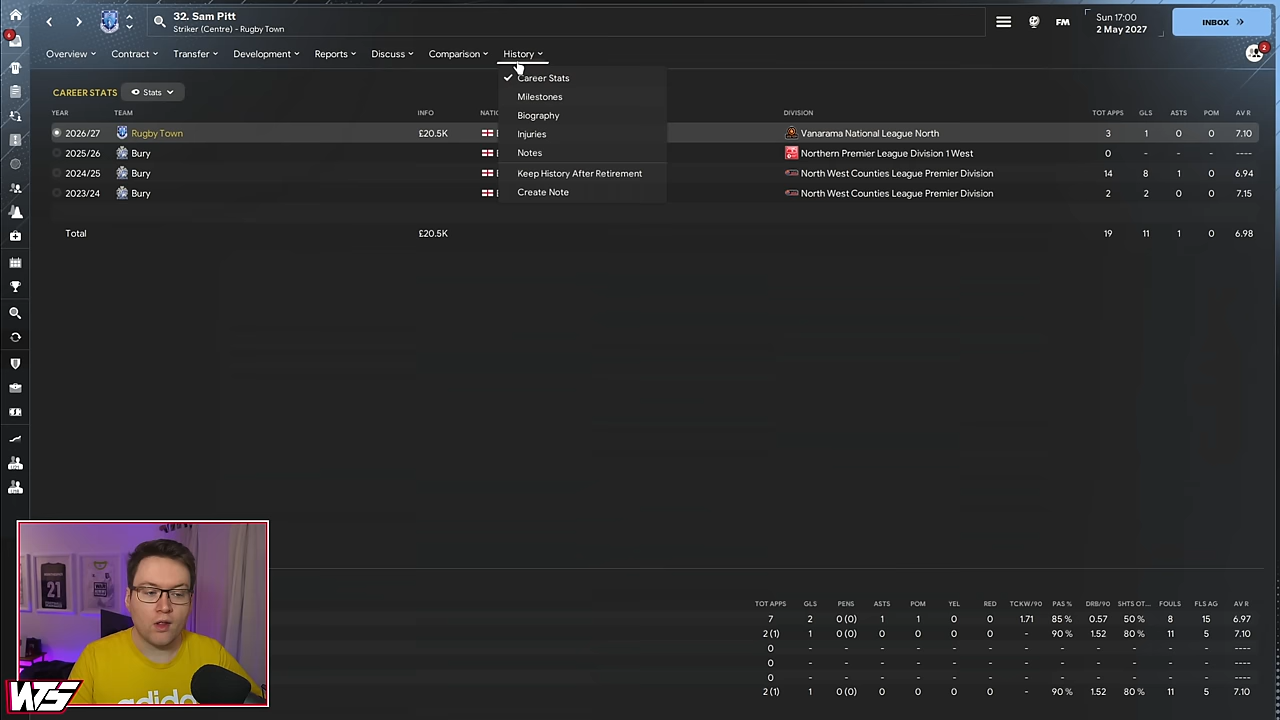 32. Sam Pitt
Striker (Centre) - Rugby Town
FM
Sun 17:00
2 May 2027
INBOX
6
2
Overview Contract Transfer Development Reports Discuss Comparison History
CAREER STATS Stats
Career Stats
Milestones
Biography
Injuries
Notes
Keep History After Retirement
Create Note
YEAR TEAM INFO NATIO DIVISION TOT APPS GLS ASTS POM AV R
2026/27 Rugby Town £20.5K Vanarama National League North 3 1 0 0 7.10
2025/26 Bury Northern Premier League Division 1 West 0 - - - ----
2024/25 Bury North West Counties League Premier Division 14 8 1 0 6.94
2023/24 Bury North West Counties League Premier Division 2 2 0 0 7.15
Total £20.5K 19 11 1 0 6.98
TOT APPS GLS PENS ASTS POM YEL RED TCKW/90 PAS % DRB/90 SHTS OT... FOULS FLS AG AV R
7 2 0 (0) 1 1 0 0 1.71 85 % 0.57 50 % 8 15 6.97
2 (1) 1 0 (0) 0 0 0 0 - 90 % 1.52 80 % 11 5 7.10
0 - - - - - - - - - - - - ----
0 - - - - - - - - - - - - ----
0 - - - - - - - - - - - - ----
2 (1) 1 0 (0) 0 0 0 0 - 90 % 1.52 80 % 11 5 7.10
21
adidas
WTS